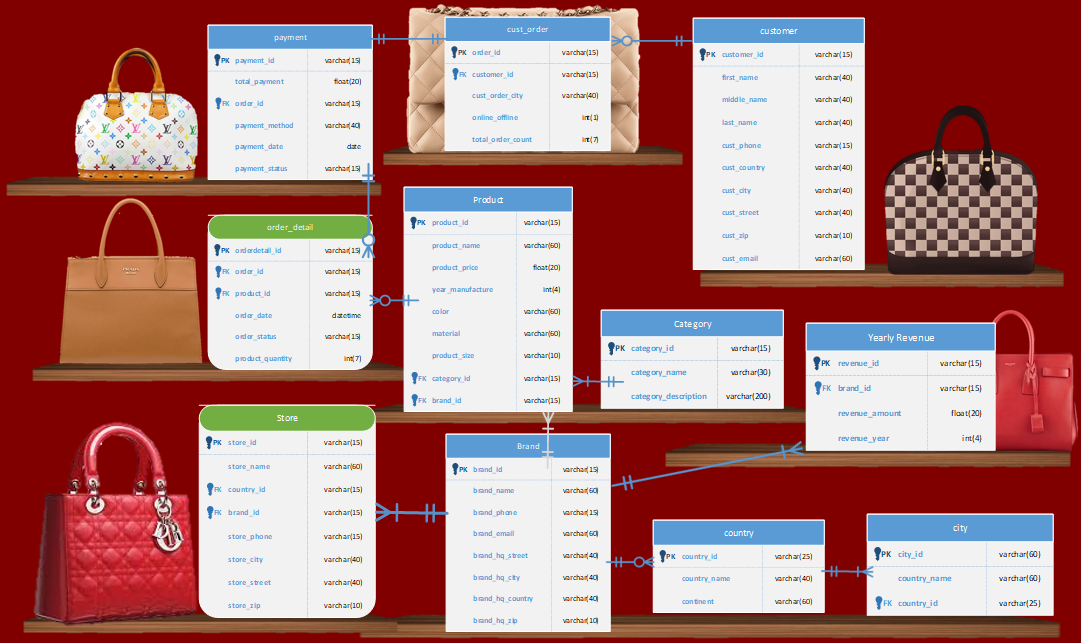 payment
PK payment_id varchar(15)
total_payment float(20)
FK order_id varchar(15)
payment_method varchar(40)
payment_date date
payment_status varchar(15)
cust_order
PK order_id varchar(15)
FK customer_id varchar(15)
cust_order_city varchar(40)
online_offline int(1)
total_order_count int(7)
customer
PK customer_id varchar(15)
first_name varchar(40)
middle_name varchar(40)
last_name varchar(40)
cust_phone varchar(15)
cust_country varchar(40)
cust_city varchar(40)
cust_street varchar(40)
cust_zip varchar(10)
cust_email varchar(60)
order_detail
PK orderdetail_id varchar(15)
FK order_id varchar(15)
FK product_id varchar(15)
order_date datetime
order_status varchar(15)
product_quantity int(7)
Product
PK product_id varchar(15)
product_name varchar(60)
product_price float(20)
year_manufacture int(4)
color varchar(60)
material varchar(60)
product_size varchar(10)
FK category_id varchar(15)
FK brand_id varchar(15)
Category
PK category_id varchar(15)
category_name varchar(30)
category_description varchar(200)
Yearly Revenue
PK revenue_id varchar(15)
FK brand_id varchar(15)
revenue_amount float(20)
revenue_year int(4)
Store
PK store_id varchar(15)
store_name varchar(60)
FK country_id varchar(15)
FK brand_id varchar(15)
store_phone varchar(15)
store_city varchar(40)
store_street varchar(40)
store_zip varchar(10)
Brand
PK brand_id varchar(15)
brand_name varchar(60)
brand_phone varchar(15)
brand_email varchar(60)
brand_hq_street varchar(40)
brand_hq_city varchar(40)
brand_hq_country varchar(40)
brand_hq_zip varchar(10)
country
PK country_id varchar(25)
country_name varchar(40)
continent varchar(60)
city
PK city_id varchar(60)
country_name varchar(60)
FK country_id varchar(25)